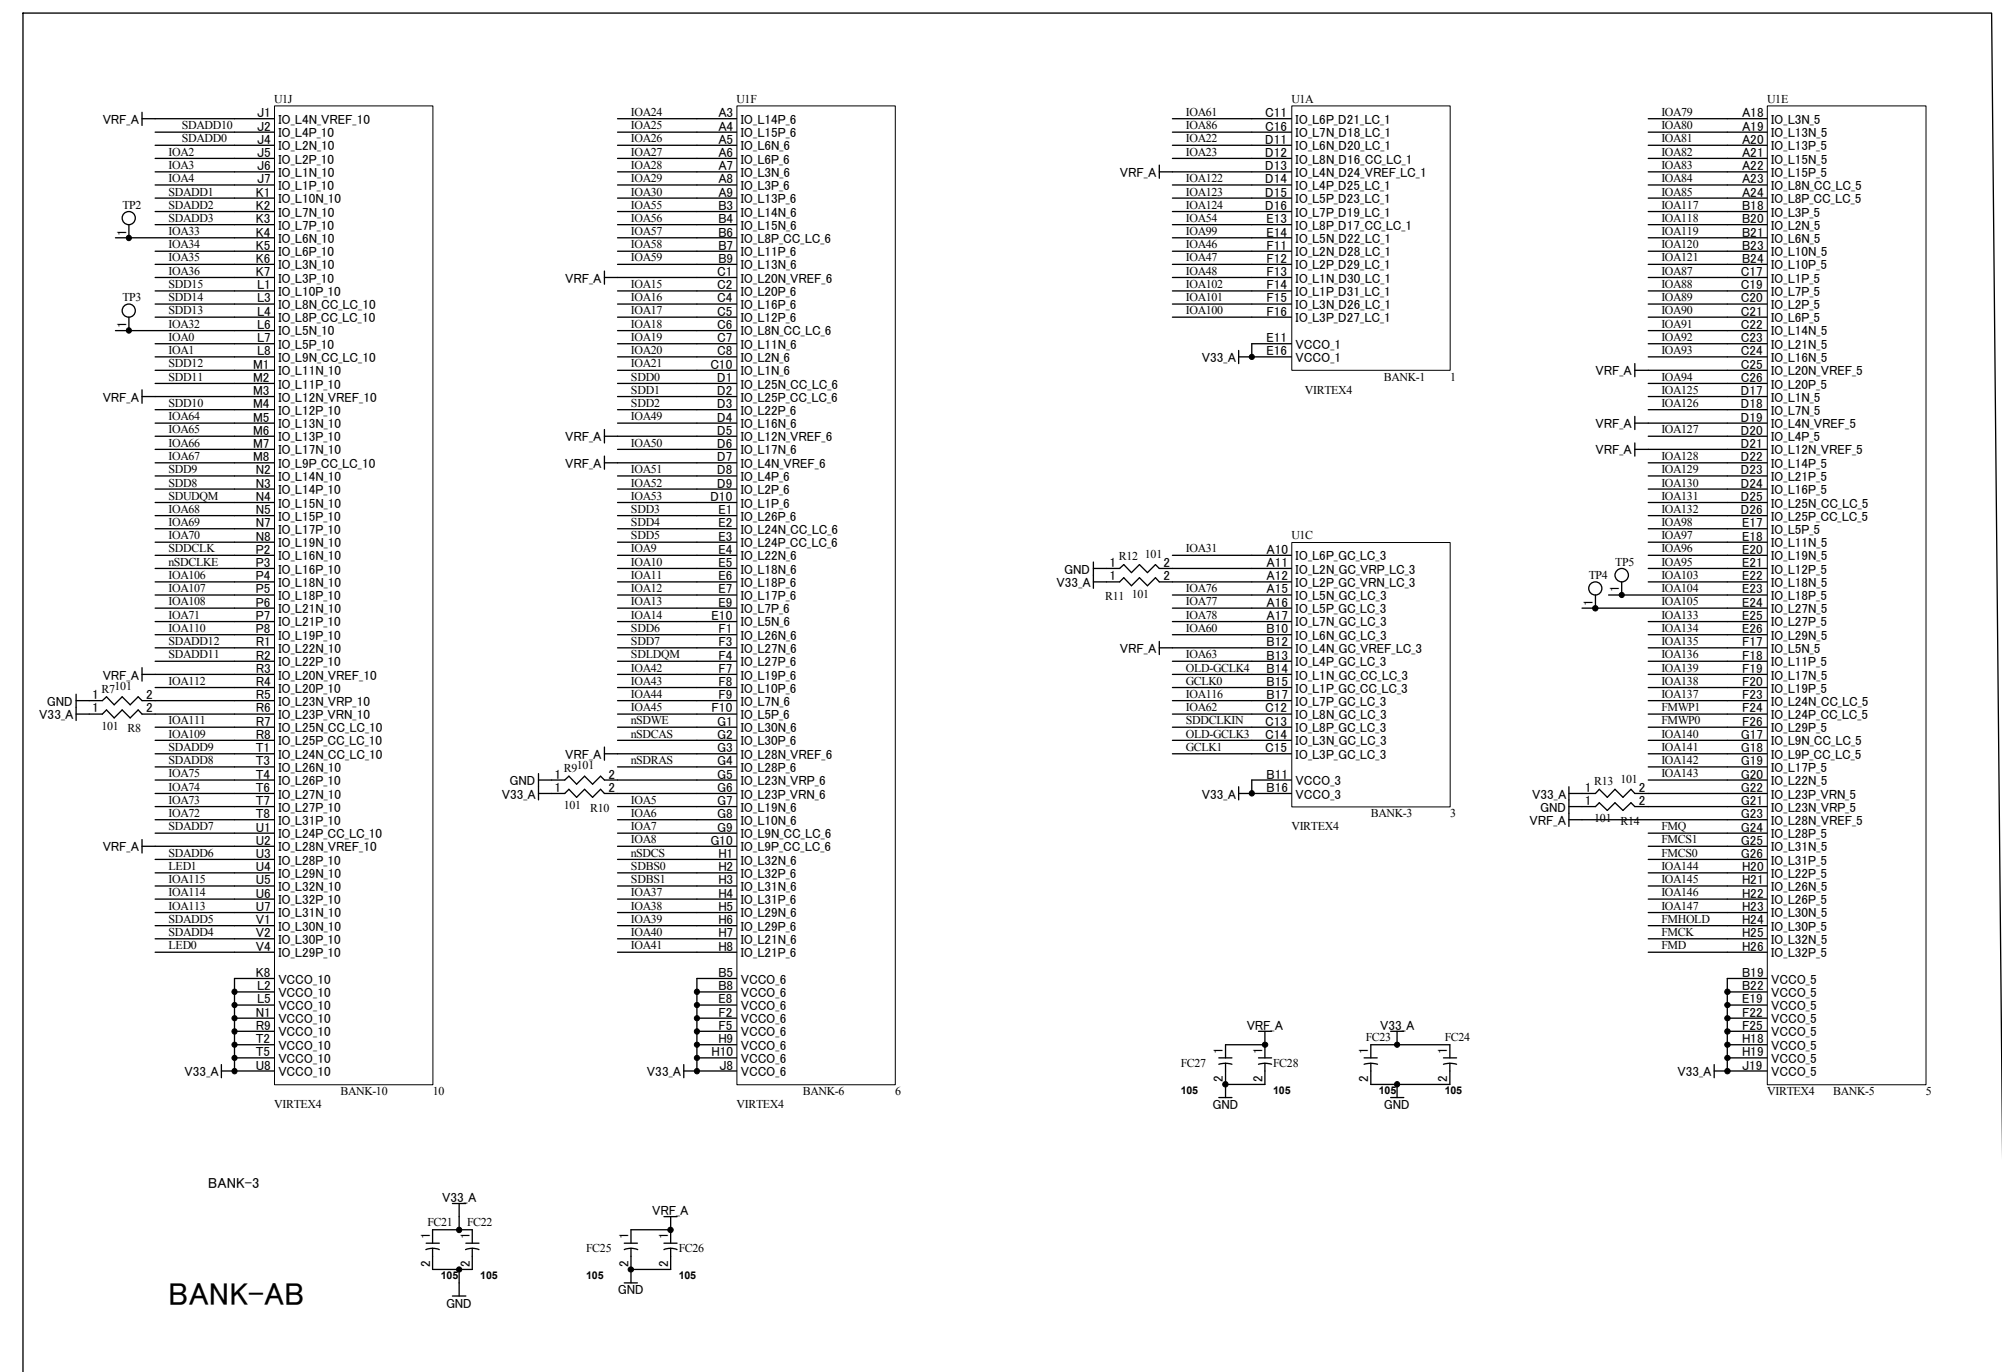 U1J
VRF_A J1 IO_L4N_VREF_10
SDADD10 J2 IO_L4P_10
SDADD0 J4 IO_L2N_10
IOA2 J5 IO_L2P_10
IOA3 J6 IO_L1N_10
IOA4 J7 IO_L1P_10
SDADD1 K1 IO_L10N_10
SDADD2 K2 IO_L7N_10
SDADD3 K3 IO_L7P_10
TP2 1 IOA33 K4 IO_L6N_10
IOA34 K5 IO_L6P_10
IOA35 K6 IO_L3N_10
IOA36 K7 IO_L3P_10
SDD15 L1 IO_L10P_10
SDD14 L3 IO_L8N_CC_LC_10
SDD13 L4 IO_L8P_CC_LC_10
TP3 1 IOA32 L6 IO_L5N_10
IOA0 L7 IO_L5P_10
IOA1 L8 IO_L9N_CC_LC_10
SDD12 M1 IO_L11N_10
SDD11 M2 IO_L11P_10
VRF_A M3 IO_L12N_VREF_10
SDD10 M4 IO_L12P_10
IOA64 M5 IO_L13N_10
IOA65 M6 IO_L13P_10
IOA66 M7 IO_L17N_10
IOA67 M8 IO_L9P_CC_LC_10
SDD9 N2 IO_L14N_10
SDD8 N3 IO_L14P_10
SDUDQM N4 IO_L15N_10
IOA68 N5 IO_L15P_10
IOA69 N7 IO_L17P_10
IOA70 N8 IO_L19N_10
SDDCLK P2 IO_L16N_10
nSDCLKE P3 IO_L16P_10
IOA106 P4 IO_L18N_10
IOA107 P5 IO_L18P_10
IOA108 P6 IO_L21N_10
IOA71 P7 IO_L21P_10
IOA110 P8 IO_L19P_10
SDADD12 R1 IO_L22N_10
SDADD11 R2 IO_L22P_10
VRF_A R3 IO_L20N_VREF_10
IOA112 R4 IO_L20P_10
GND 1 R7 101 2 R5 IO_L23N_VRP_10
V33_A 1 101 R8 2 R6 IO_L23P_VRN_10
IOA111 R7 IO_L25N_CC_LC_10
IOA109 R8 IO_L25P_CC_LC_10
SDADD9 T1 IO_L24N_CC_LC_10
SDADD8 T3 IO_L26N_10
IOA75 T4 IO_L26P_10
IOA74 T6 IO_L27N_10
IOA73 T7 IO_L27P_10
IOA72 T8 IO_L31P_10
SDADD7 U1 IO_L24P_CC_LC_10
VRF_A U2 IO_L28N_VREF_10
SDADD6 U3 IO_L28P_10
LED1 U4 IO_L29N_10
IOA115 U5 IO_L32N_10
IOA114 U6 IO_L32P_10
IOA113 U7 IO_L31N_10
SDADD5 V1 IO_L30N_10
SDADD4 V2 IO_L30P_10
LED0 V4 IO_L29P_10
K8 VCCO_10
L2 VCCO_10
L5 VCCO_10
N1 VCCO_10
R9 VCCO_10
T2 VCCO_10
T5 VCCO_10
V33_A U8 VCCO_10
BANK-10 10
VIRTEX4
U1F
IOA24 A3 IO_L14P_6
IOA25 A4 IO_L15P_6
IOA26 A5 IO_L6N_6
IOA27 A6 IO_L6P_6
IOA28 A7 IO_L3N_6
IOA29 A8 IO_L3P_6
IOA30 A9 IO_L13P_6
IOA55 B3 IO_L14N_6
IOA56 B4 IO_L15N_6
IOA57 B6 IO_L8P_CC_LC_6
IOA58 B7 IO_L11P_6
IOA59 B9 IO_L13N_6
VRF_A C1 IO_L20N_VREF_6
IOA15 C2 IO_L20P_6
IOA16 C4 IO_L16P_6
IOA17 C5 IO_L12P_6
IOA18 C6 IO_L8N_CC_LC_6
IOA19 C7 IO_L11N_6
IOA20 C8 IO_L2N_6
IOA21 C10 IO_L1N_6
SDD0 D1 IO_L25N_CC_LC_6
SDD1 D2 IO_L25P_CC_LC_6
SDD2 D3 IO_L22P_6
IOA49 D4 IO_L16N_6
VRF_A D5 IO_L12N_VREF_6
IOA50 D6 IO_L17N_6
VRF_A D7 IO_L4N_VREF_6
IOA51 D8 IO_L4P_6
IOA52 D9 IO_L2P_6
IOA53 D10 IO_L1P_6
SDD3 E1 IO_L26P_6
SDD4 E2 IO_L24N_CC_LC_6
SDD5 E3 IO_L24P_CC_LC_6
IOA9 E4 IO_L22N_6
IOA10 E5 IO_L18N_6
IOA11 E6 IO_L18P_6
IOA12 E7 IO_L17P_6
IOA13 E9 IO_L7P_6
IOA14 E10 IO_L5N_6
SDD6 F1 IO_L26N_6
SDD7 F3 IO_L27N_6
SDLDQM F4 IO_L27P_6
IOA42 F7 IO_L19P_6
IOA43 F8 IO_L10P_6
IOA44 F9 IO_L7N_6
IOA45 F10 IO_L5P_6
nSDWE G1 IO_L30N_6
nSDCAS G2 IO_L30P_6
VRF_A G3 IO_L28N_VREF_6
nSDRAS G4 IO_L28P_6
GND 1 R9 101 2 G5 IO_L23N_VRP_6
V33_A 1 101 R10 2 G6 IO_L23P_VRN_6
IOA5 G7 IO_L19N_6
IOA6 G8 IO_L10N_6
IOA7 G9 IO_L9N_CC_LC_6
IOA8 G10 IO_L9P_CC_LC_6
nSDCS H1 IO_L32N_6
SDBS0 H2 IO_L32P_6
SDBS1 H3 IO_L31N_6
IOA37 H4 IO_L31P_6
IOA38 H5 IO_L29N_6
IOA39 H6 IO_L29P_6
IOA40 H7 IO_L21N_6
IOA41 H8 IO_L21P_6
B5 VCCO_6
B8 VCCO_6
E8 VCCO_6
F2 VCCO_6
F5 VCCO_6
H9 VCCO_6
H10 VCCO_6
V33_A J8 VCCO_6
BANK-6 6
VIRTEX4
U1A
IOA61 C11 IO_L6P_D21_LC_1
IOA86 C16 IO_L7N_D18_LC_1
IOA22 D11 IO_L6N_D20_LC_1
IOA23 D12 IO_L8N_D16_CC_LC_1
VRF_A D13 IO_L4N_D24_VREF_LC_1
IOA122 D14 IO_L4P_D25_LC_1
IOA123 D15 IO_L5P_D23_LC_1
IOA124 D16 IO_L7P_D19_LC_1
IOA54 E13 IO_L8P_D17_CC_LC_1
IOA99 E14 IO_L5N_D22_LC_1
IOA46 F11 IO_L2N_D28_LC_1
IOA47 F12 IO_L2P_D29_LC_1
IOA48 F13 IO_L1N_D30_LC_1
IOA102 F14 IO_L1P_D31_LC_1
IOA101 F15 IO_L3N_D26_LC_1
IOA100 F16 IO_L3P_D27_LC_1
E11 VCCO_1
V33_A E16 VCCO_1
BANK-1 1
VIRTEX4
U1C
IOA31 A10 IO_L6P_GC_LC_3
GND 1 R12 101 2 A11 IO_L2N_GC_VRP_LC_3
V33_A 1 R11 101 2 A12 IO_L2P_GC_VRN_LC_3
IOA76 A15 IO_L5N_GC_LC_3
IOA77 A16 IO_L5P_GC_LC_3
IOA78 A17 IO_L7N_GC_LC_3
IOA60 B10 IO_L6N_GC_LC_3
VRF_A B12 IO_L4N_GC_VREF_LC_3
IOA63 B13 IO_L4P_GC_LC_3
OLD-GCLK4 B14 IO_L1N_GC_CC_LC_3
GCLK0 B15 IO_L1P_GC_CC_LC_3
IOA116 B17 IO_L7P_GC_LC_3
IOA62 C12 IO_L8N_GC_LC_3
SDDCLKIN C13 IO_L8P_GC_LC_3
OLD-GCLK3 C14 IO_L3N_GC_LC_3
GCLK1 C15 IO_L3P_GC_LC_3
B11 VCCO_3
V33_A B16 VCCO_3
BANK-3 3
VIRTEX4
U1E
IOA79 A18 IO_L3N_5
IOA80 A19 IO_L13N_5
IOA81 A20 IO_L13P_5
IOA82 A21 IO_L15N_5
IOA83 A22 IO_L15P_5
IOA84 A23 IO_L8N_CC_LC_5
IOA85 A24 IO_L8P_CC_LC_5
IOA117 B18 IO_L3P_5
IOA118 B20 IO_L2N_5
IOA119 B21 IO_L6N_5
IOA120 B23 IO_L10N_5
IOA121 B24 IO_L10P_5
IOA87 C17 IO_L1P_5
IOA88 C19 IO_L7P_5
IOA89 C20 IO_L2P_5
IOA90 C21 IO_L6P_5
IOA91 C22 IO_L14N_5
IOA92 C23 IO_L21N_5
IOA93 C24 IO_L16N_5
VRF_A C25 IO_L20N_VREF_5
IOA94 C26 IO_L20P_5
IOA125 D17 IO_L1N_5
IOA126 D18 IO_L7N_5
VRF_A D19 IO_L4N_VREF_5
IOA127 D20 IO_L4P_5
VRF_A D21 IO_L12N_VREF_5
IOA128 D22 IO_L14P_5
IOA129 D23 IO_L21P_5
IOA130 D24 IO_L16P_5
IOA131 D25 IO_L25N_CC_LC_5
IOA132 D26 IO_L25P_CC_LC_5
IOA98 E17 IO_L5P_5
IOA97 E18 IO_L11N_5
IOA96 E20 IO_L19N_5
IOA95 E21 IO_L12P_5
IOA103 E22 IO_L18N_5
TP5 1 IOA104 E23 IO_L18P_5
TP4 1 IOA105 E24 IO_L27N_5
IOA133 E25 IO_L27P_5
IOA134 E26 IO_L29N_5
IOA135 F17 IO_L5N_5
IOA136 F18 IO_L11P_5
IOA139 F19 IO_L17N_5
IOA138 F20 IO_L19P_5
IOA137 F23 IO_L24N_CC_LC_5
FMWP1 F24 IO_L24P_CC_LC_5
FMWP0 F26 IO_L29P_5
IOA140 G17 IO_L9N_CC_LC_5
IOA141 G18 IO_L9P_CC_LC_5
IOA142 G19 IO_L17P_5
IOA143 G20 IO_L22N_5
V33_A 1 R13 101 2 G22 IO_L23P_VRN_5
GND 1 101 R14 2 G21 IO_L23N_VRP_5
VRF_A G23 IO_L28N_VREF_5
FMQ G24 IO_L28P_5
FMCS1 G25 IO_L31N_5
FMCS0 G26 IO_L31P_5
IOA144 H20 IO_L22P_5
IOA145 H21 IO_L26N_5
IOA146 H22 IO_L26P_5
IOA147 H23 IO_L30N_5
FMHOLD H24 IO_L30P_5
FMCK H25 IO_L32N_5
FMD H26 IO_L32P_5
B19 VCCO_5
B22 VCCO_5
E19 VCCO_5
F22 VCCO_5
F25 VCCO_5
H18 VCCO_5
H19 VCCO_5
V33_A J19 VCCO_5
VIRTEX4 BANK-5 5
VRF_A
FC27 1 2 1 2 FC28
105 105
GND
V33_A
FC23 FC24
1 2 1 2
105 105
GND
BANK-3
V33_A
FC21 FC22
1 2 1 2
105 105
GND
VRF_A
FC25 1 2 1 2 FC26
105 105
GND
BANK-AB